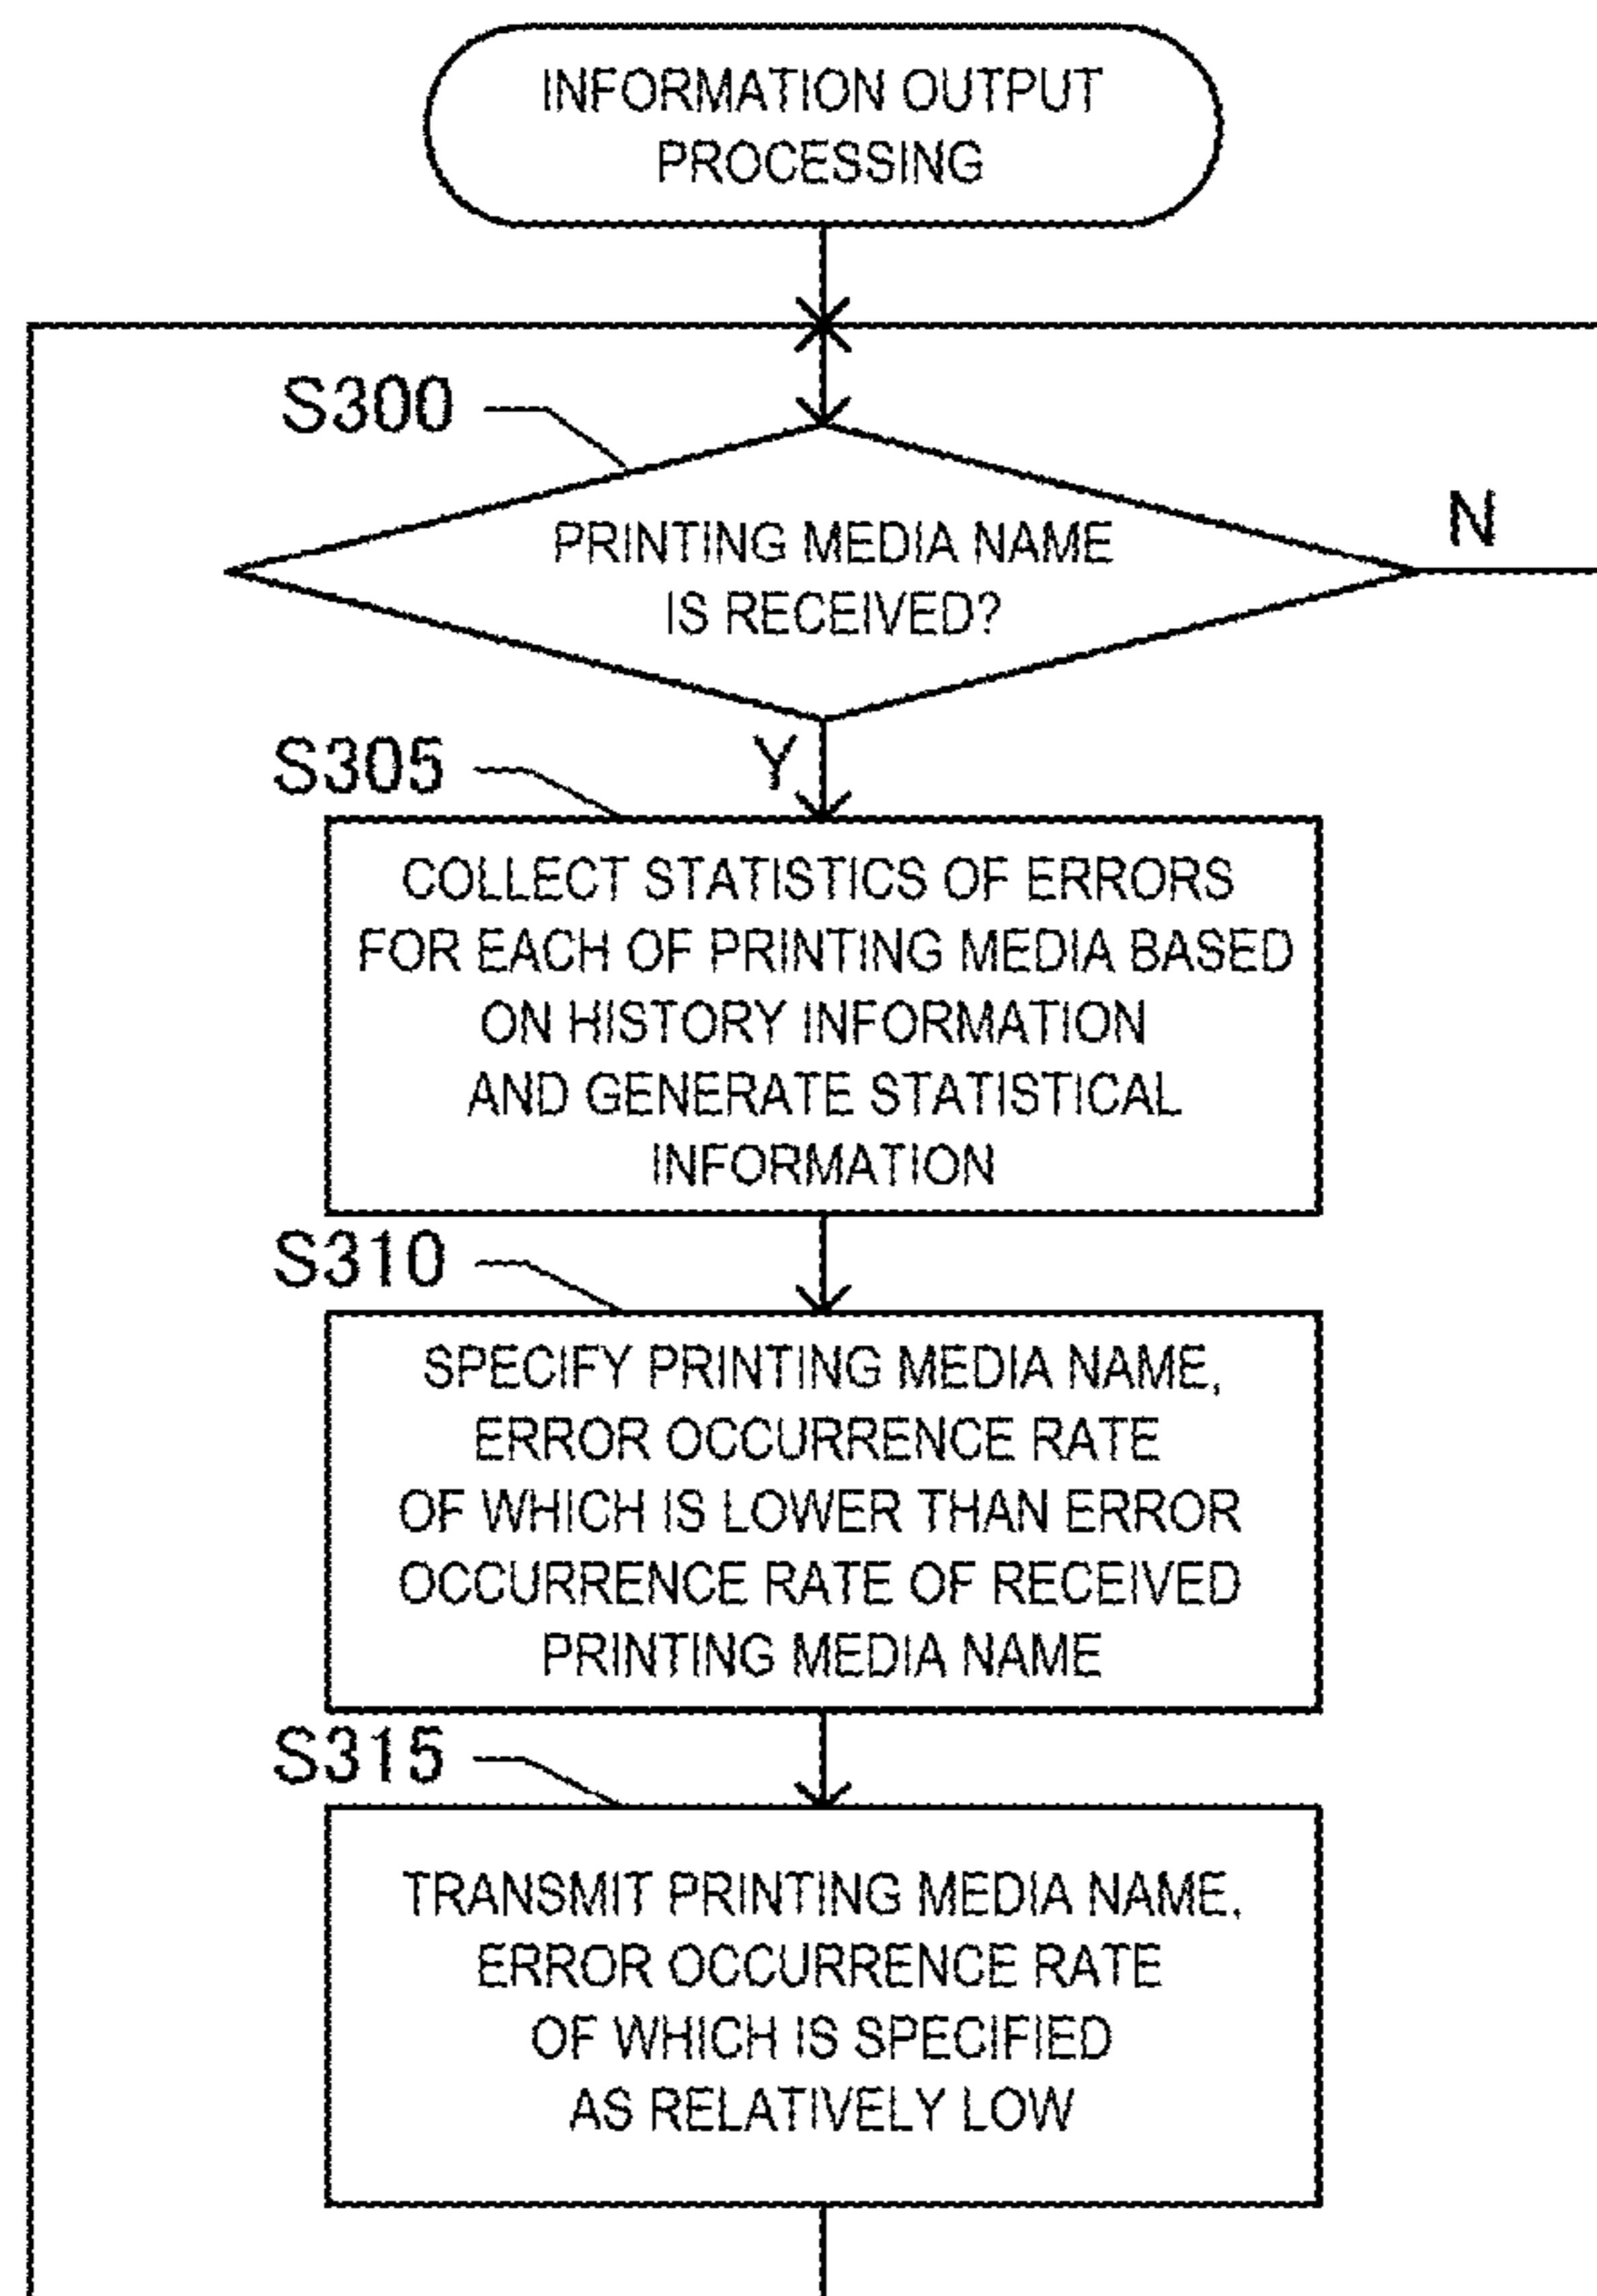 INFORMATION OUTPUT
PROCESSING
S300
PRINTING MEDIA NAME
IS RECEIVED?
N
Y
S305
COLLECT STATISTICS OF ERRORS
FOR EACH OF PRINTING MEDIA BASED
ON HISTORY INFORMATION
AND GENERATE STATISTICAL
INFORMATION
S310
SPECIFY PRINTING MEDIA NAME,
ERROR OCCURRENCE RATE
OF WHICH IS LOWER THAN ERROR
OCCURRENCE RATE OF RECEIVED
PRINTING MEDIA NAME
S315
TRANSMIT PRINTING MEDIA NAME,
ERROR OCCURRENCE RATE
OF WHICH IS SPECIFIED
AS RELATIVELY LOW